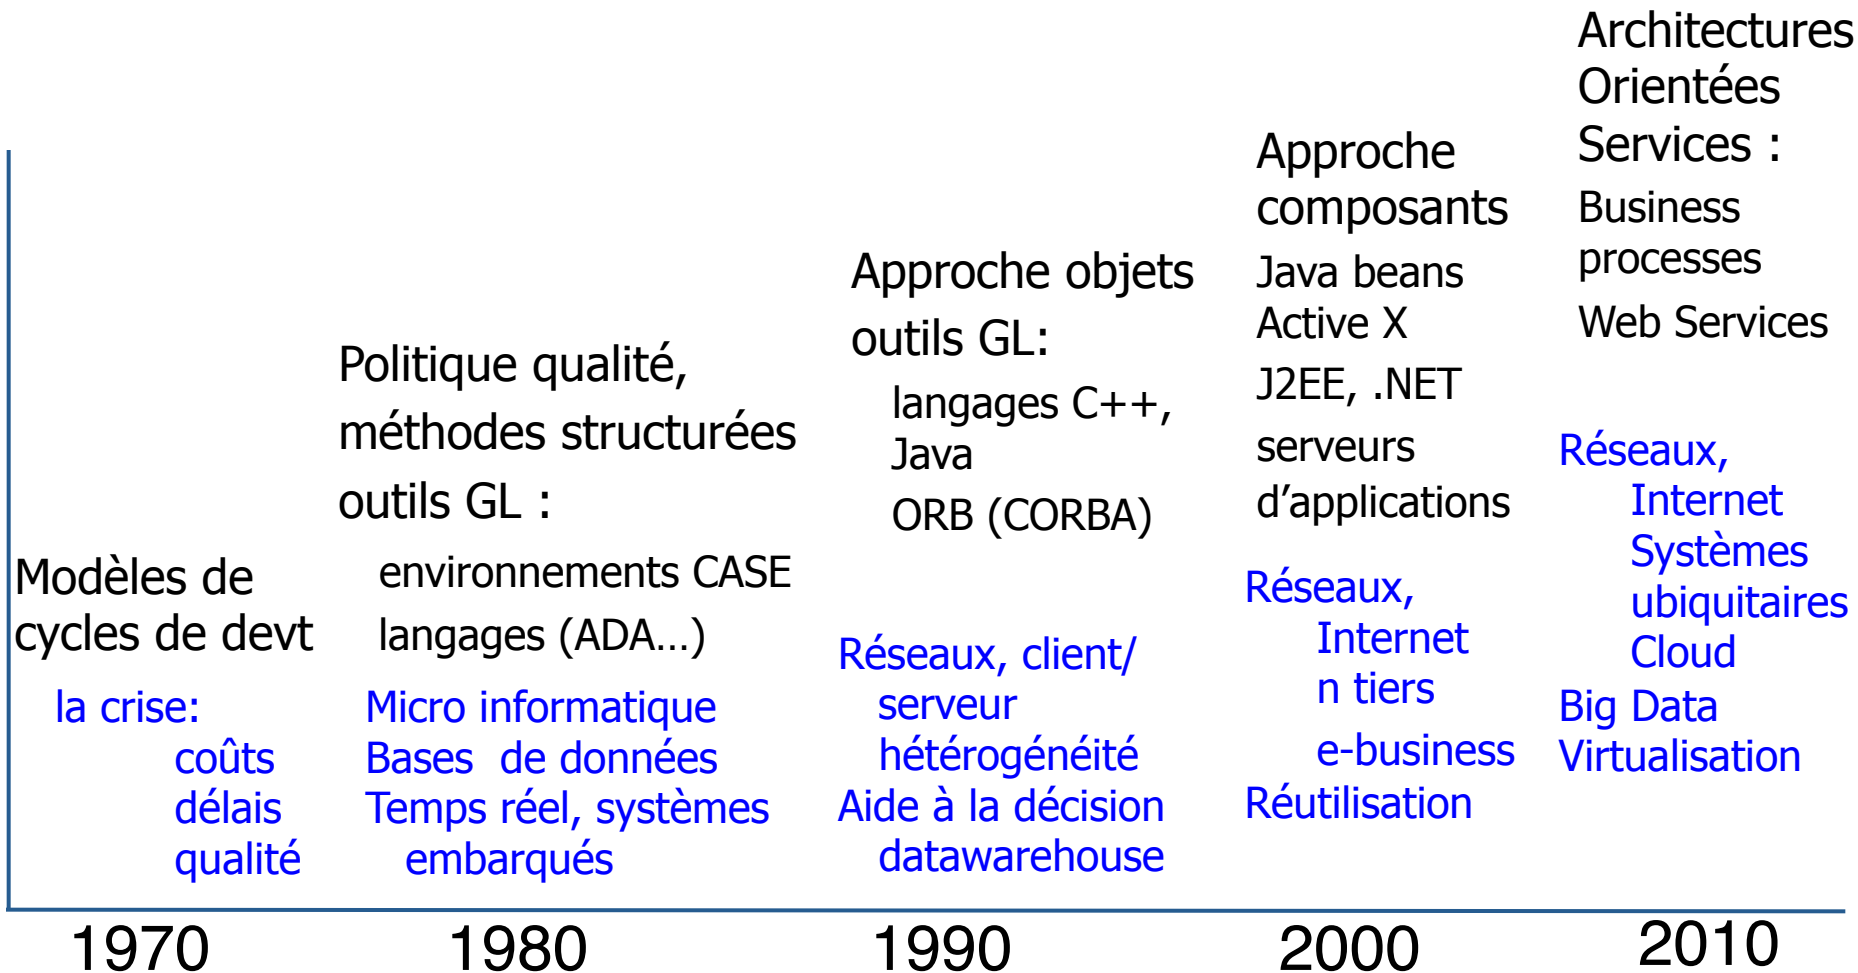 Modèles de
cycles de devt
la crise:
coûts
délais
qualité
1970
Politique qualité,
méthodes structurées
outils GL :
environnements CASE
langages (ADA...)
Micro informatique
Bases de données
Temps réel, systèmes
embarqués
1980
Approche objets
outils GL:
langages C++,
Java
ORB (CORBA)
Réseaux, client/
serveur
hétérogénéité
Aide à la décision
datawarehouse
1990
Approche
composants
Java beans
Active X
J2EE, .NET
serveurs
d’applications
Réseaux,
Internet
n tiers
e-business
Réutilisation
2000
Architectures
Orientées
Services :
Business
processes
Web Services
Réseaux,
Internet
Systèmes
ubiquitaires
Cloud
Big Data
Virtualisation
2010